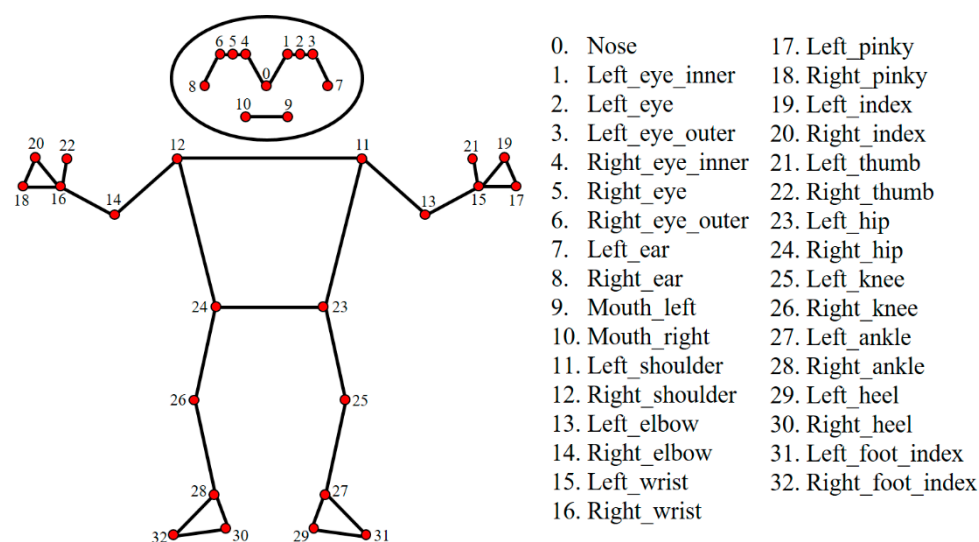 6 5 4 1 2 3
8 0 7
10 9
20 22 12 11 21 19
18 16 14 13 15 17
24 23
26 25
28 27
32 30 29 31
0. Nose
1. Left_eye_inner
2. Left_eye
3. Left_eye_outer
4. Right_eye_inner
5. Right_eye
6. Right_eye_outer
7. Left_ear
8. Right_ear
9. Mouth_left
10. Mouth_right
11. Left_shoulder
12. Right_shoulder
13. Left_elbow
14. Right_elbow
15. Left_wrist
16. Right_wrist
17. Left_pinky
18. Right_pinky
19. Left_index
20. Right_index
21. Left_thumb
22. Right_thumb
23. Left_hip
24. Right_hip
25. Left_knee
26. Right_knee
27. Left_ankle
28. Right_ankle
29. Left_heel
30. Right_heel
31. Left_foot_index
32. Right_foot_index